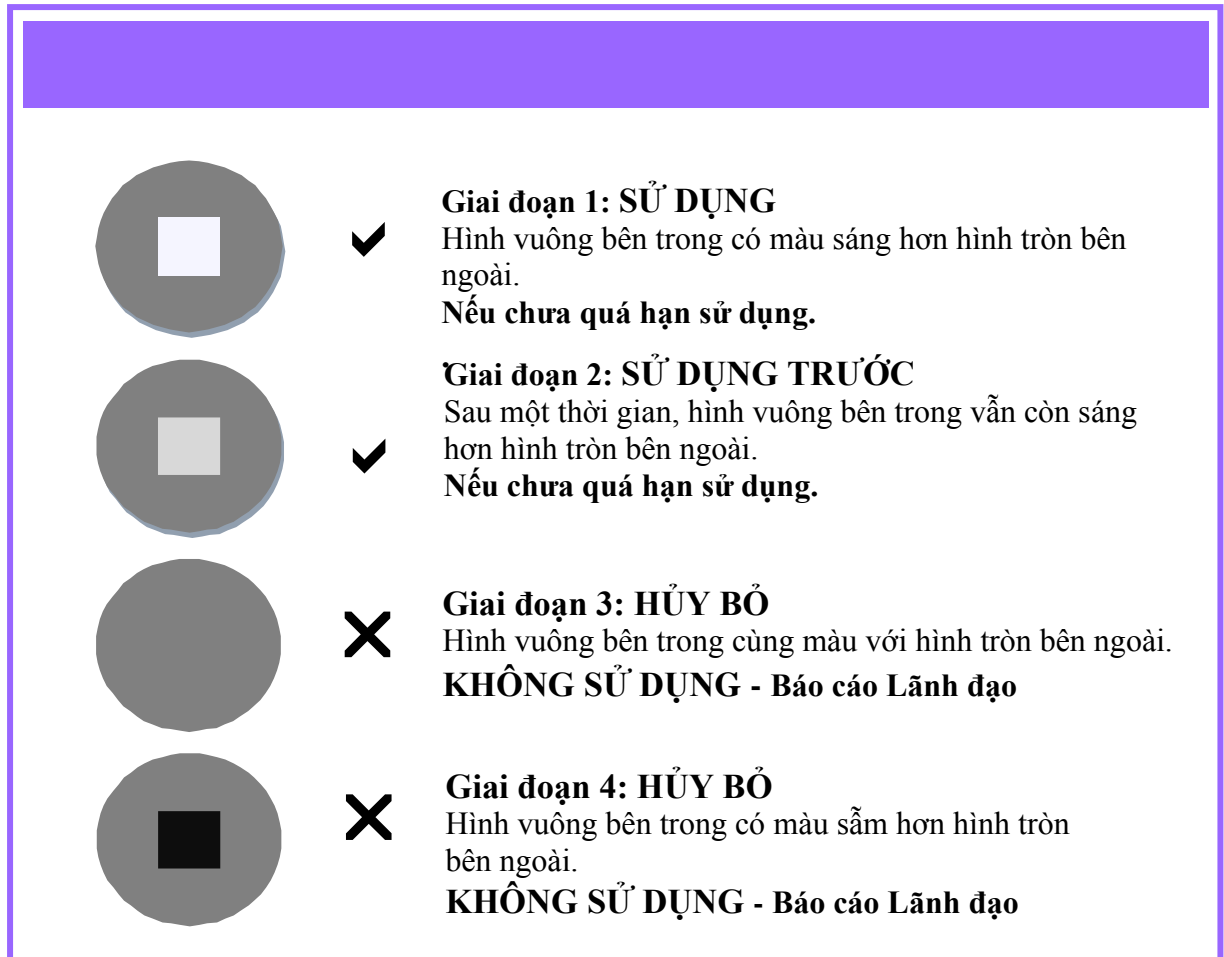 Giai đoạn 1: SỬ DỤNG
Hình vuông bên trong có màu sáng hơn hình tròn bên
ngoài.
Nếu chưa quá hạn sử dụng.
Giai đoạn 2: SỬ DỤNG TRƯỚC
Sau một thời gian, hình vuông bên trong vẫn còn sáng
hơn hình tròn bên ngoài.
Nếu chưa quá hạn sử dụng.
Giai đoạn 3: HỦY BỎ
Hình vuông bên trong cùng màu với hình tròn bên ngoài.
KHÔNG SỬ DỤNG - Báo cáo Lãnh đạo
Giai đoạn 4: HỦY BỎ
Hình vuông bên trong có màu sẫm hơn hình tròn
bên ngoài.
KHÔNG SỬ DỤNG - Báo cáo Lãnh đạo